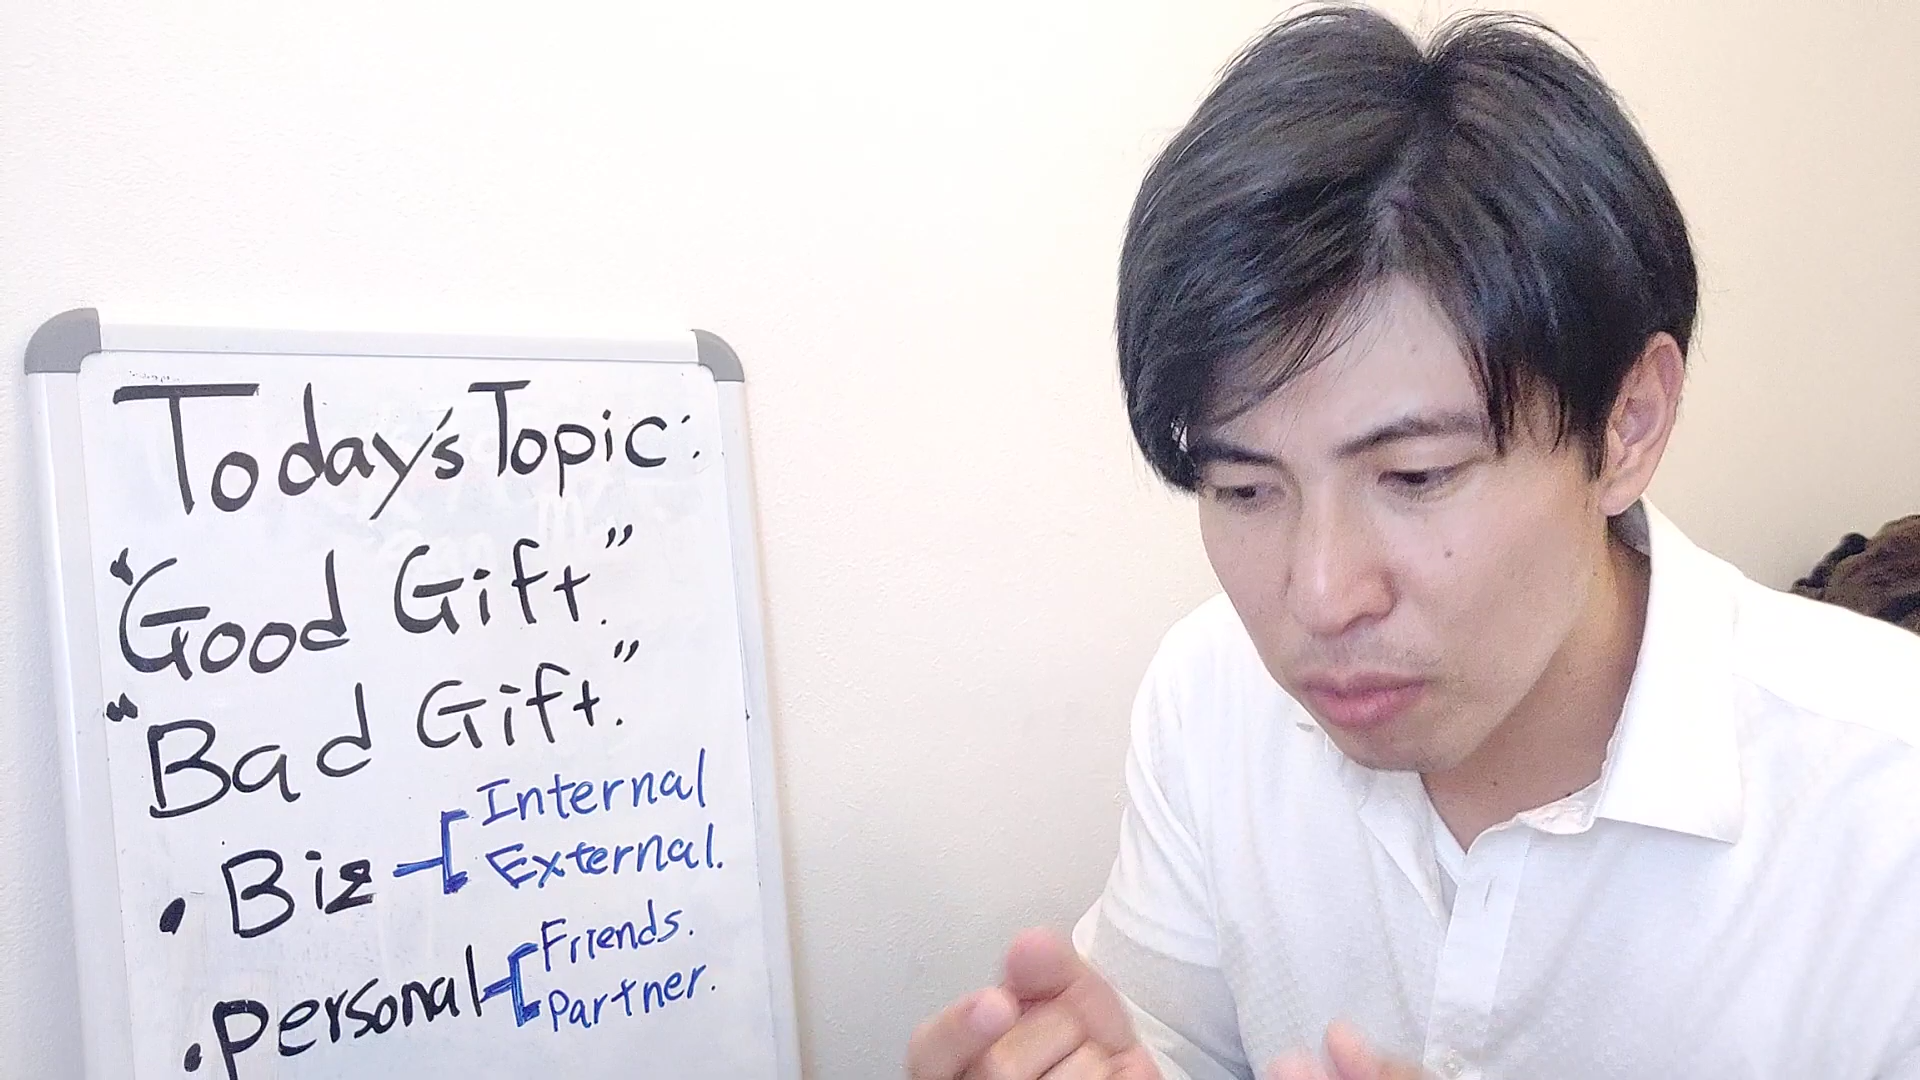 Today's Topic:
"Good Gift."
"Bad Gift."
• Biz Internal
External.
• Personal Friends.
Partner.